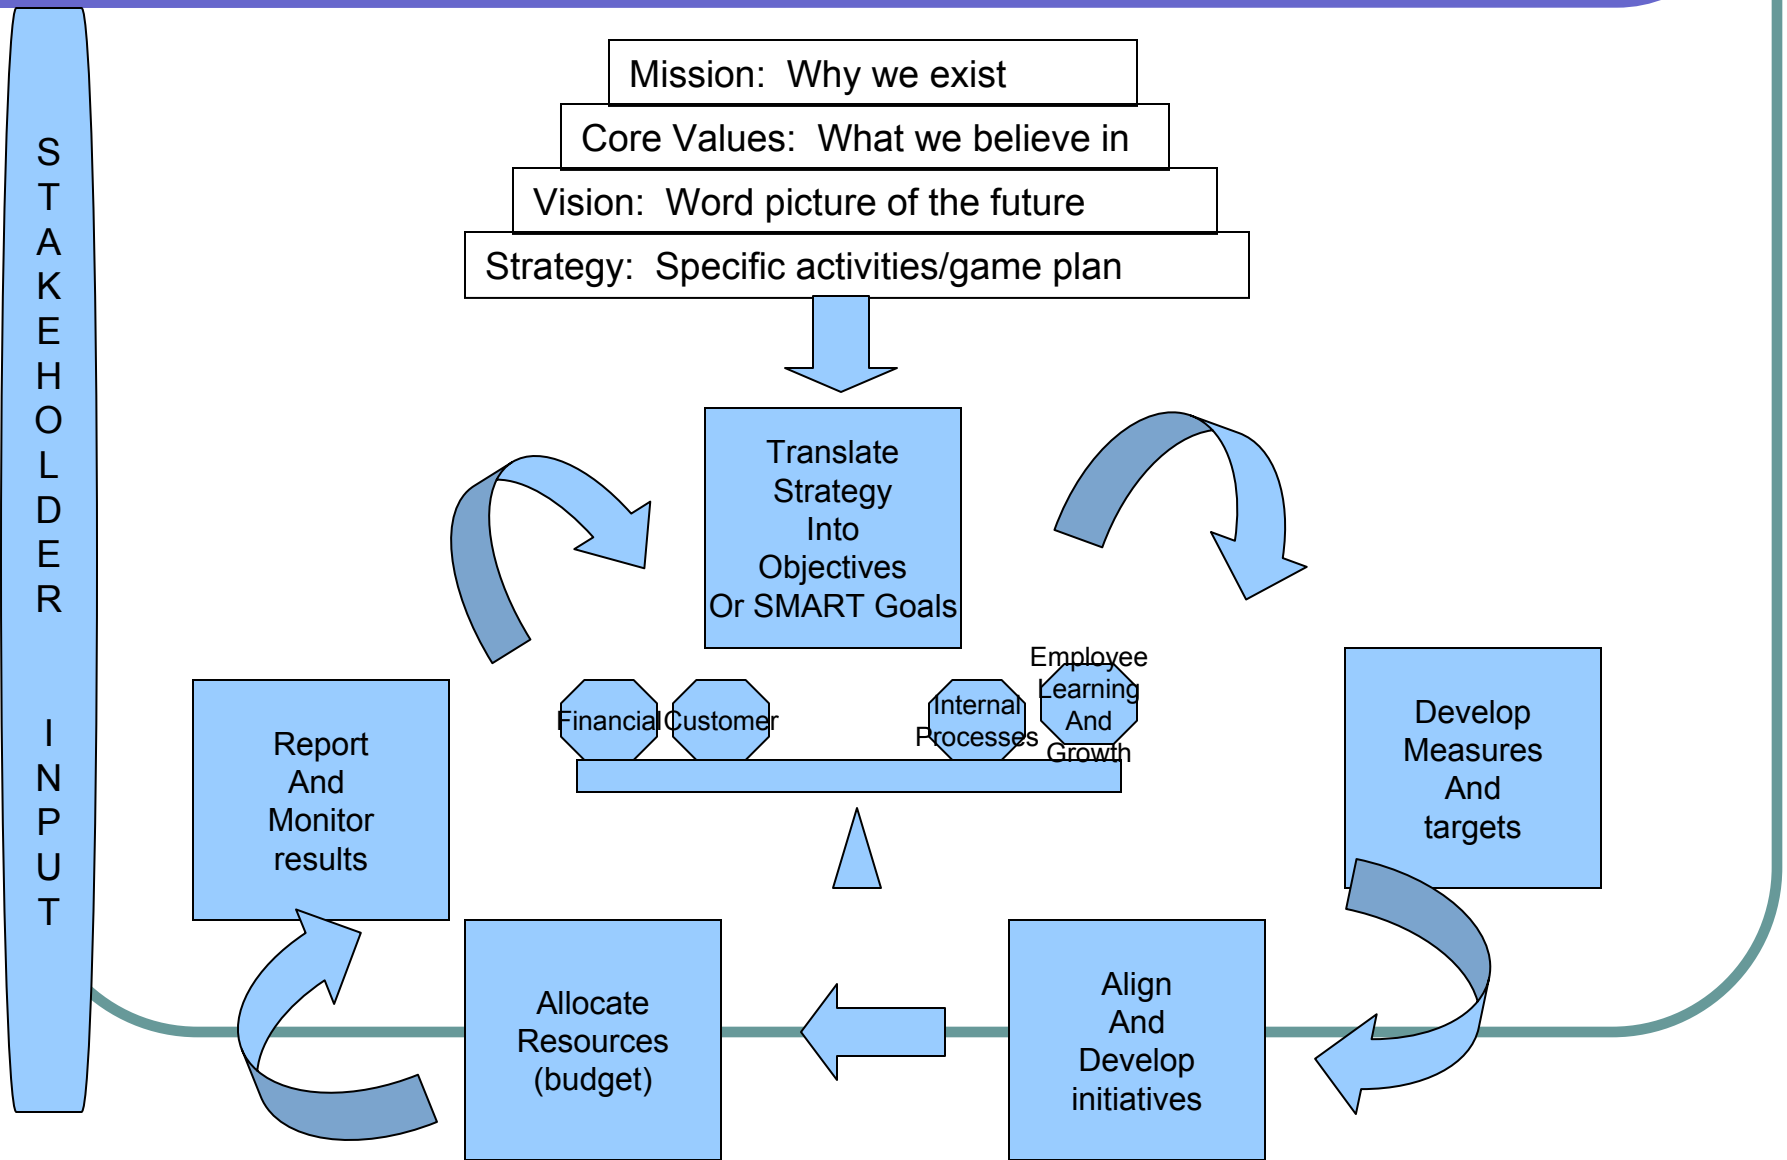 STAKEHOLDER INPUT
Mission: Why we exist
Core Values: What we believe in
Vision: Word picture of the future
Strategy: Specific activities/game plan
Translate
Strategy
Into
Objectives
Or SMART Goals
Financial
Customer
Internal
Processes
Employee
Learning
And
Growth
Develop
Measures
And
targets
Report
And
Monitor
results
Allocate
Resources
(budget)
Align
And
Develop
initiatives